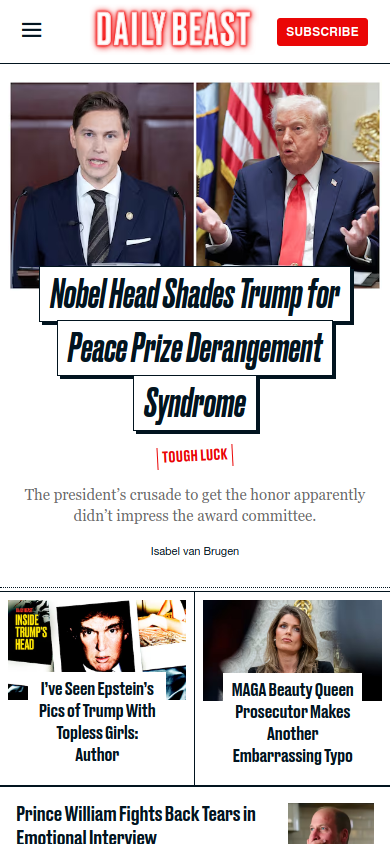 DAILY BEAST
SUBSCRIBE
Nobel Head Shades Trump for
Peace Prize Derangement
Syndrome
TOUGH LUCK
The president’s crusade to get the honor apparently
didn’t impress the award committee.
Isabel van Brugen
INSIDE
TRUMP'S
HEAD
I’ve Seen Epstein’s
Pics of Trump With
Topless Girls:
Author
MAGA Beauty Queen
Prosecutor Makes
Another
Embarrassing Typo
Prince William Fights Back Tears in
Emotional Interview